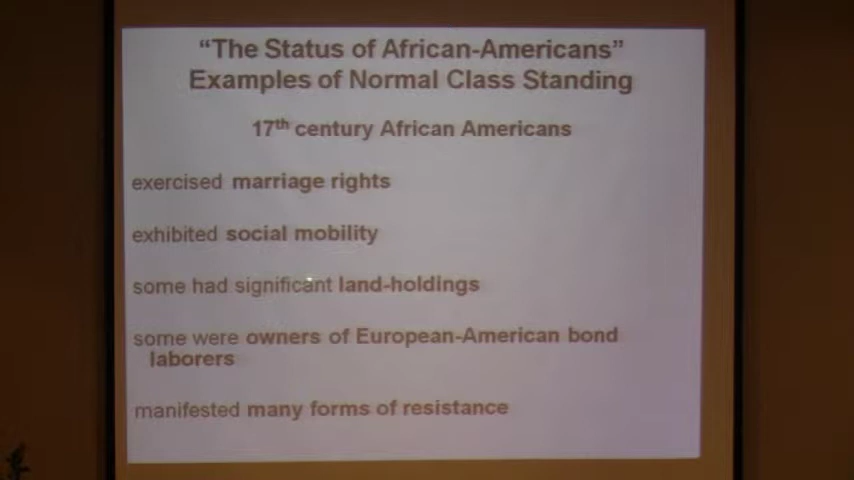 “The Status of African-Americans”
Examples of Normal Class Standing
17th century African Americans
exercised marriage rights
exhibited social mobility
some had significant land-holdings
some were owners of European-American bond
laborers
manifested many forms of resistance